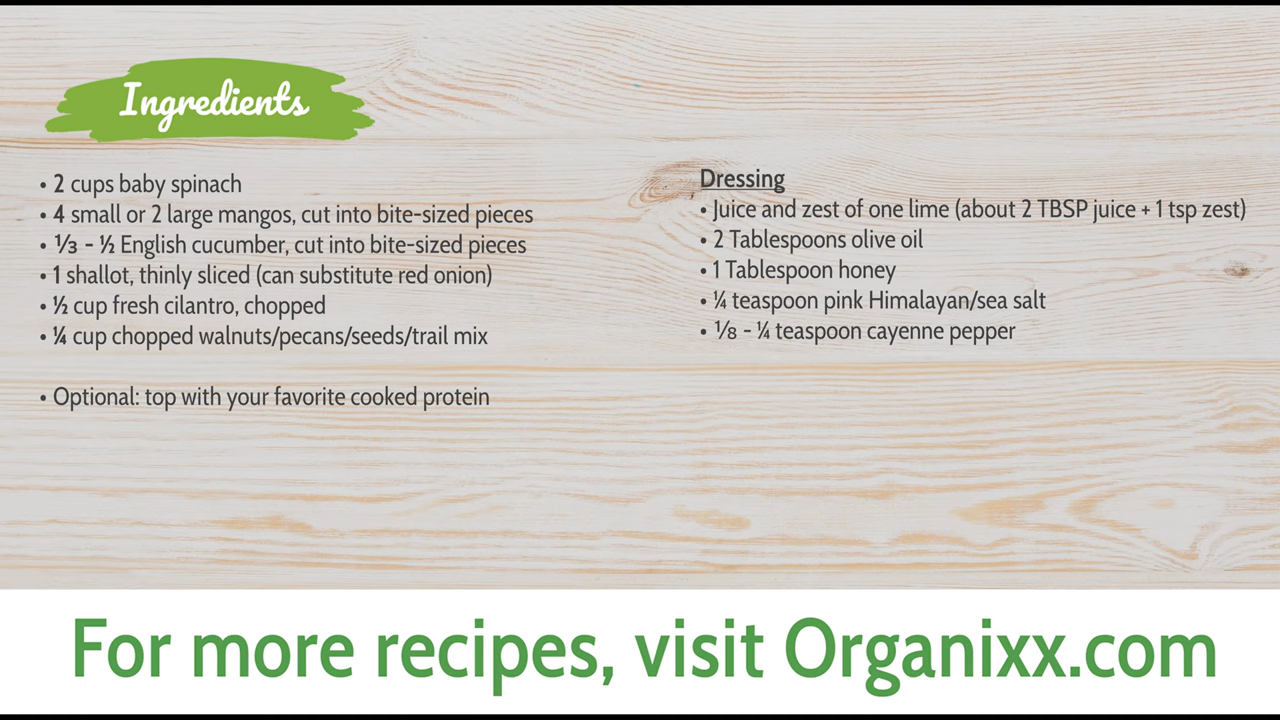 Ingredients
• 2 cups baby spinach
• 4 small or 2 large mangos, cut into bite-sized pieces
• ⅓ - ½ English cucumber, cut into bite-sized pieces
• 1 shallot, thinly sliced (can substitute red onion)
• ½ cup fresh cilantro, chopped
• ¼ cup chopped walnuts/pecans/seeds/trail mix
• Optional: top with your favorite cooked protein
Dressing
• Juice and zest of one lime (about 2 TBSP juice + 1 tsp zest)
• 2 Tablespoons olive oil
• 1 Tablespoon honey
• ¼ teaspoon pink Himalayan/sea salt
• ⅛ - ¼ teaspoon cayenne pepper
For more recipes, visit Organixx.com